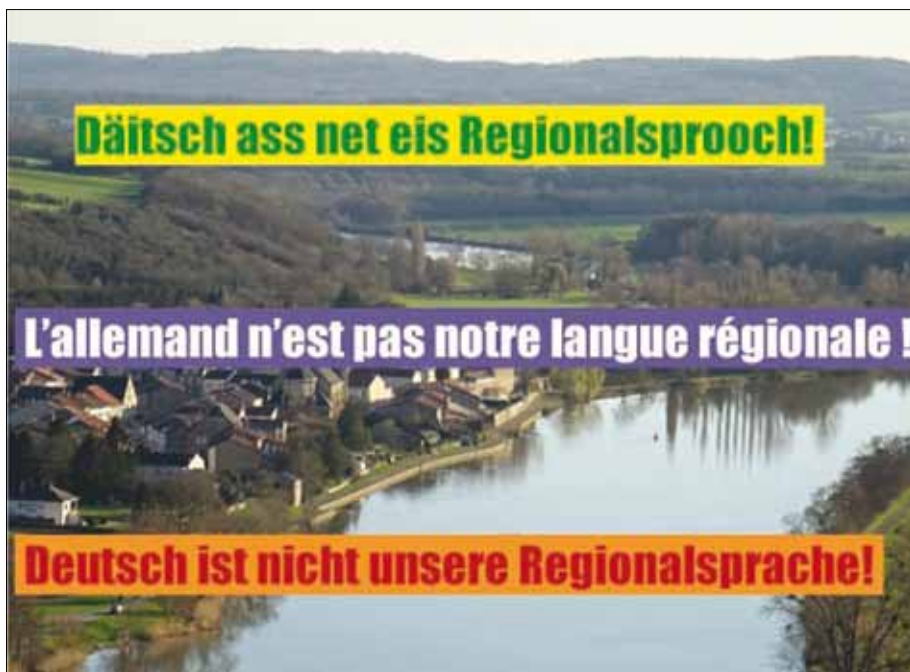 Däitsch ass net eis Regionalsprooch!
L'allemand n'est pas notre langue régionale !
Deutsch ist nicht unsere Regionalsprache!